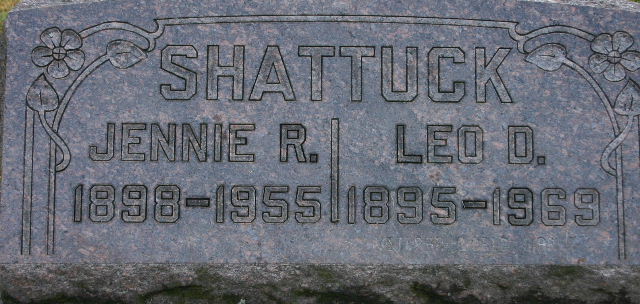 SHATTUCK
JENNIE R.
LEO D.
1898-1955
1895-1969